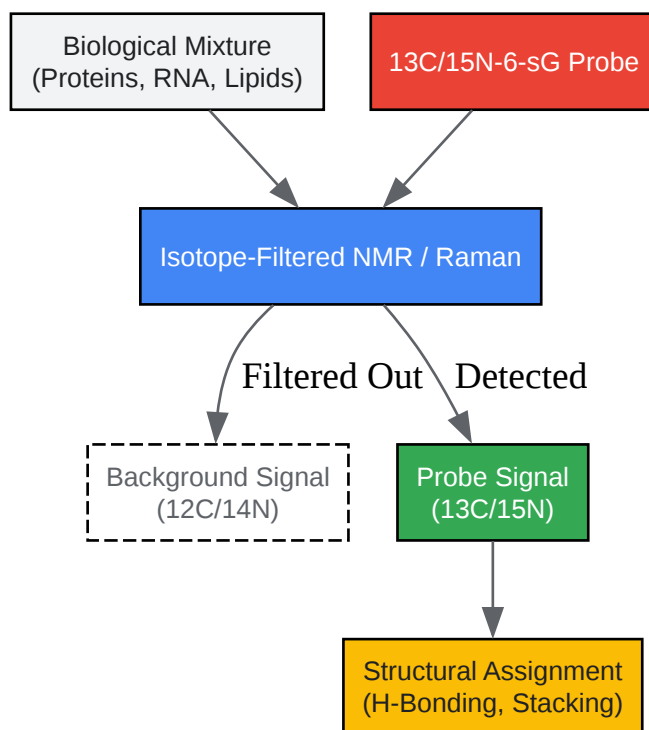 Biological Mixture
(Proteins, RNA, Lipids)
13C/15N-6-sG Probe
Isotope-Filtered NMR / Raman
Filtered Out
Detected
Background Signal
(12C/14N)
Probe Signal
(13C/15N)
Structural Assignment
(H-Bonding, Stacking)